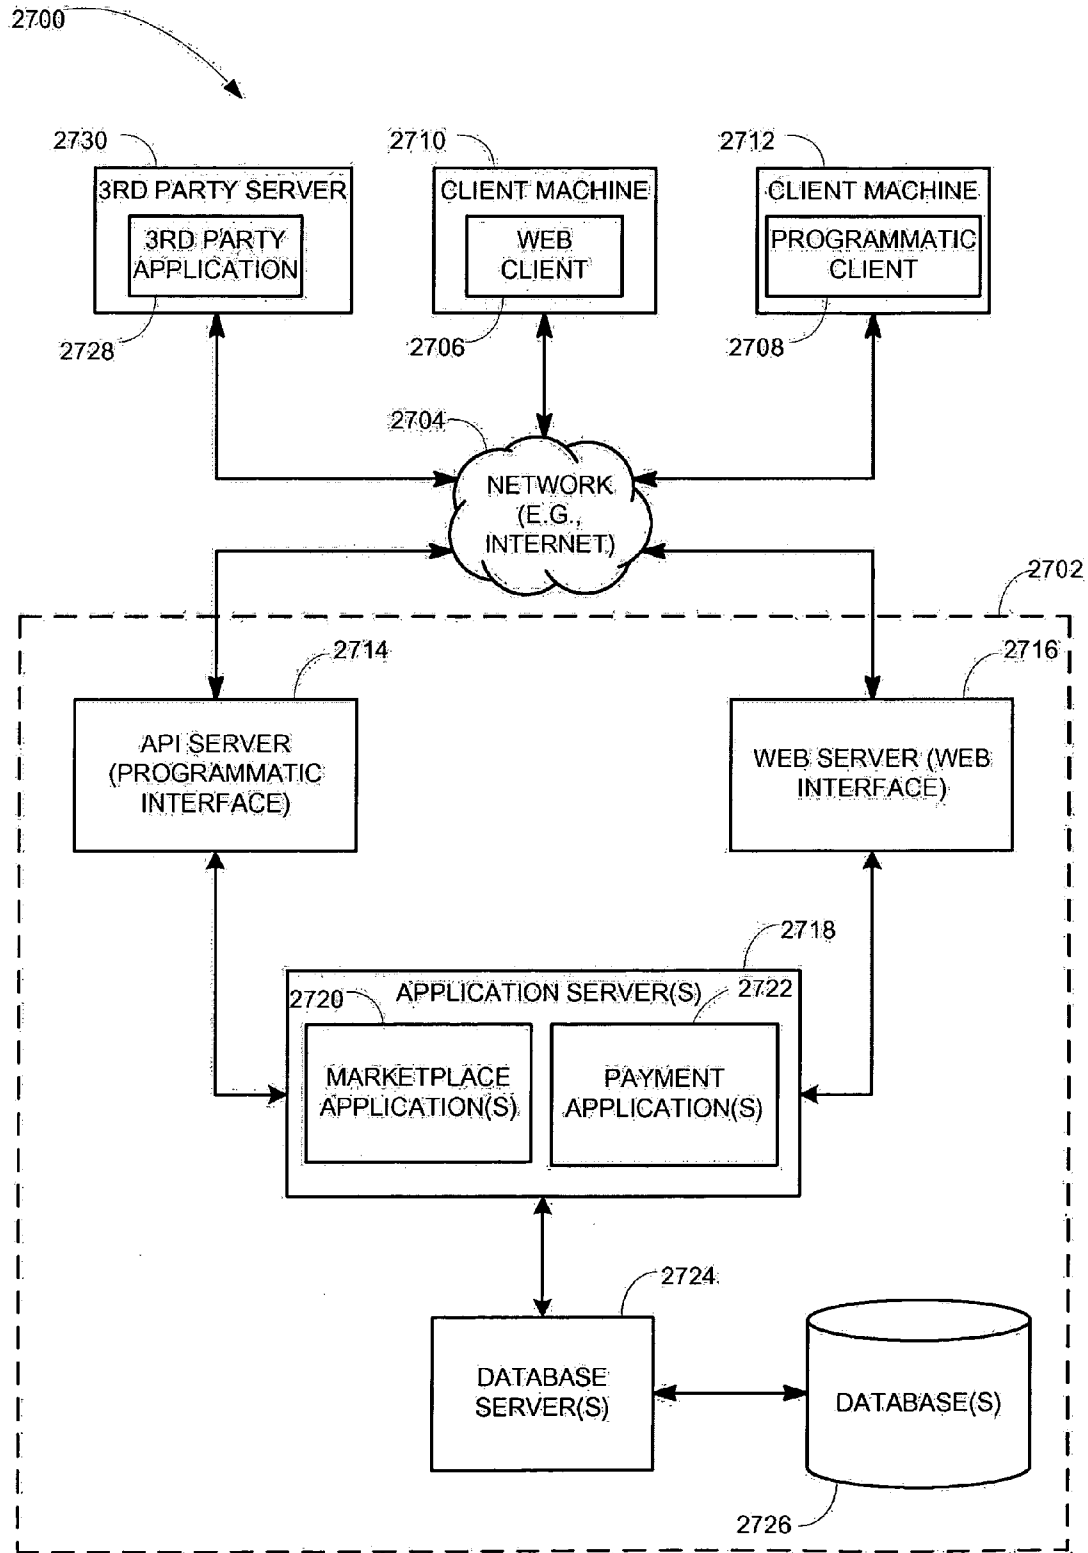 2700
2730
2710
2712
3RD PARTY SERVER
3RD PARTY
APPLICATION
CLIENT MACHINE
WEB
CLIENT
CLIENT MACHINE
PROGRAMMATIC
CLIENT
2728
2706
2708
2704
NETWORK
(E.G.,
INTERNET)
2702
2714
2716
API SERVER
(PROGRAMMATIC
INTERFACE)
WEB SERVER (WEB
INTERFACE)
2718
APPLICATION SERVER(S)
2720
2722
MARKETPLACE
APPLICATION(S)
PAYMENT
APPLICATION(S)
2724
DATABASE
SERVER(S)
DATABASE(S)
2726